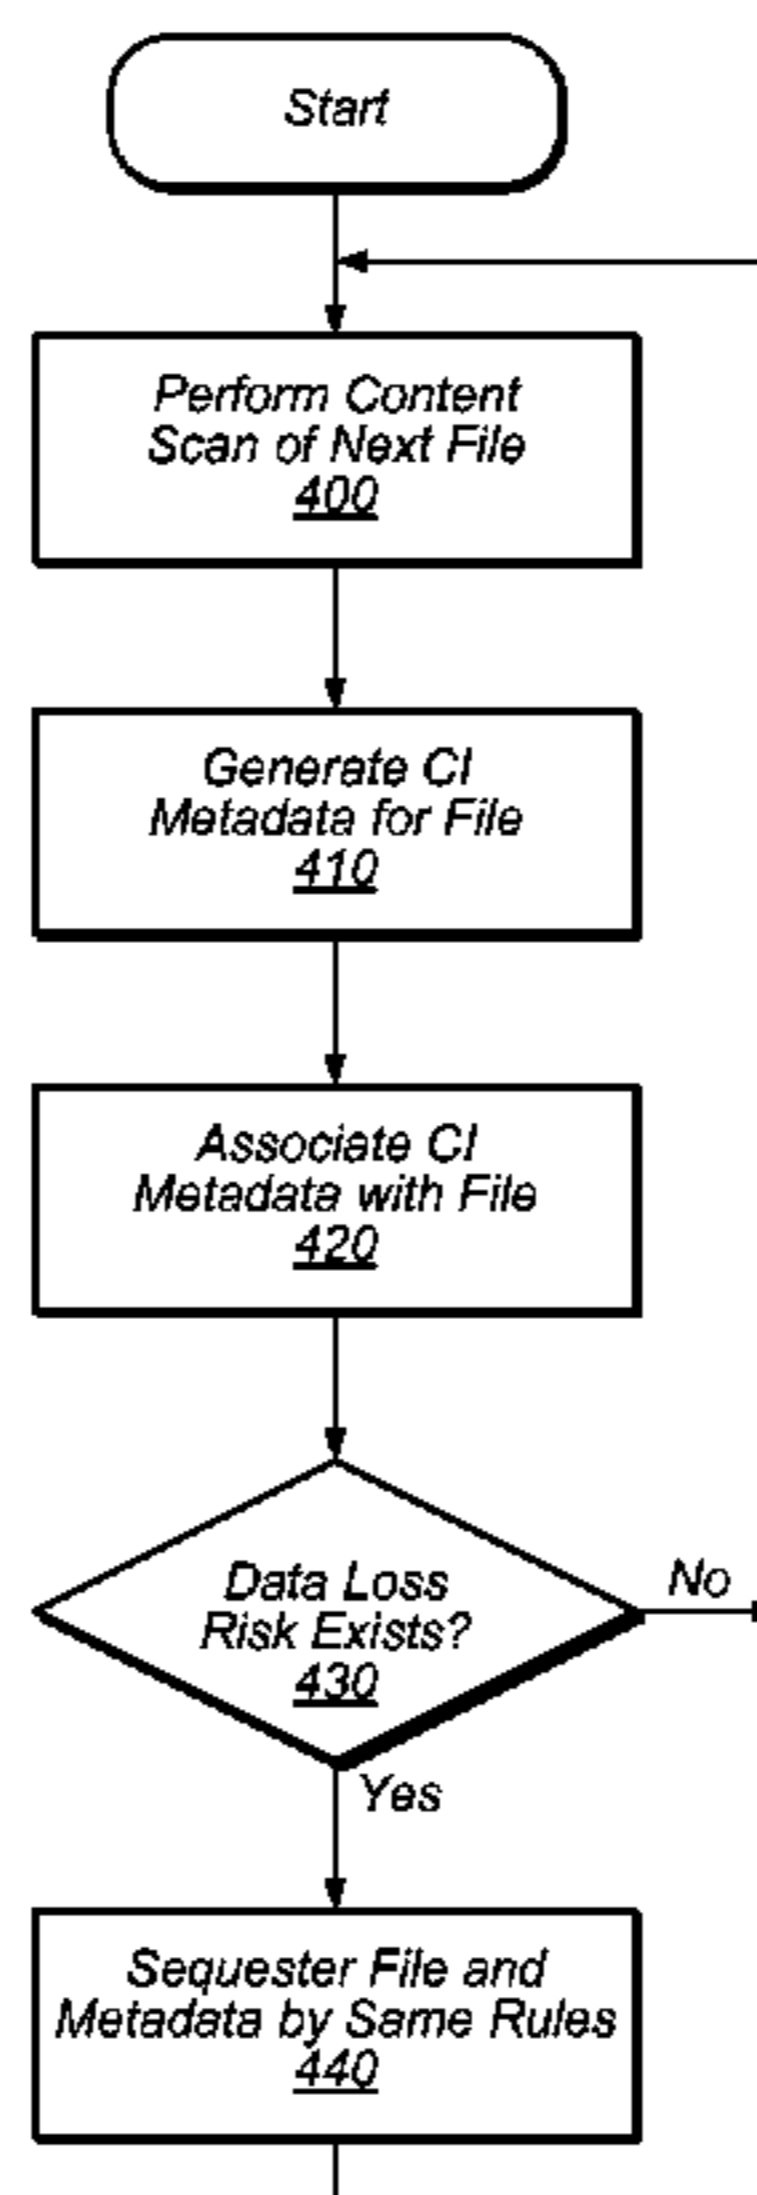 Start
Perform Content
Scan of Next File
400
Generate CI
Metadata for File
410
Associate CI
Metadata with File
420
Data Loss
Risk Exists?
430
No
Yes
Sequester File and
Metadata by Same Rules
440